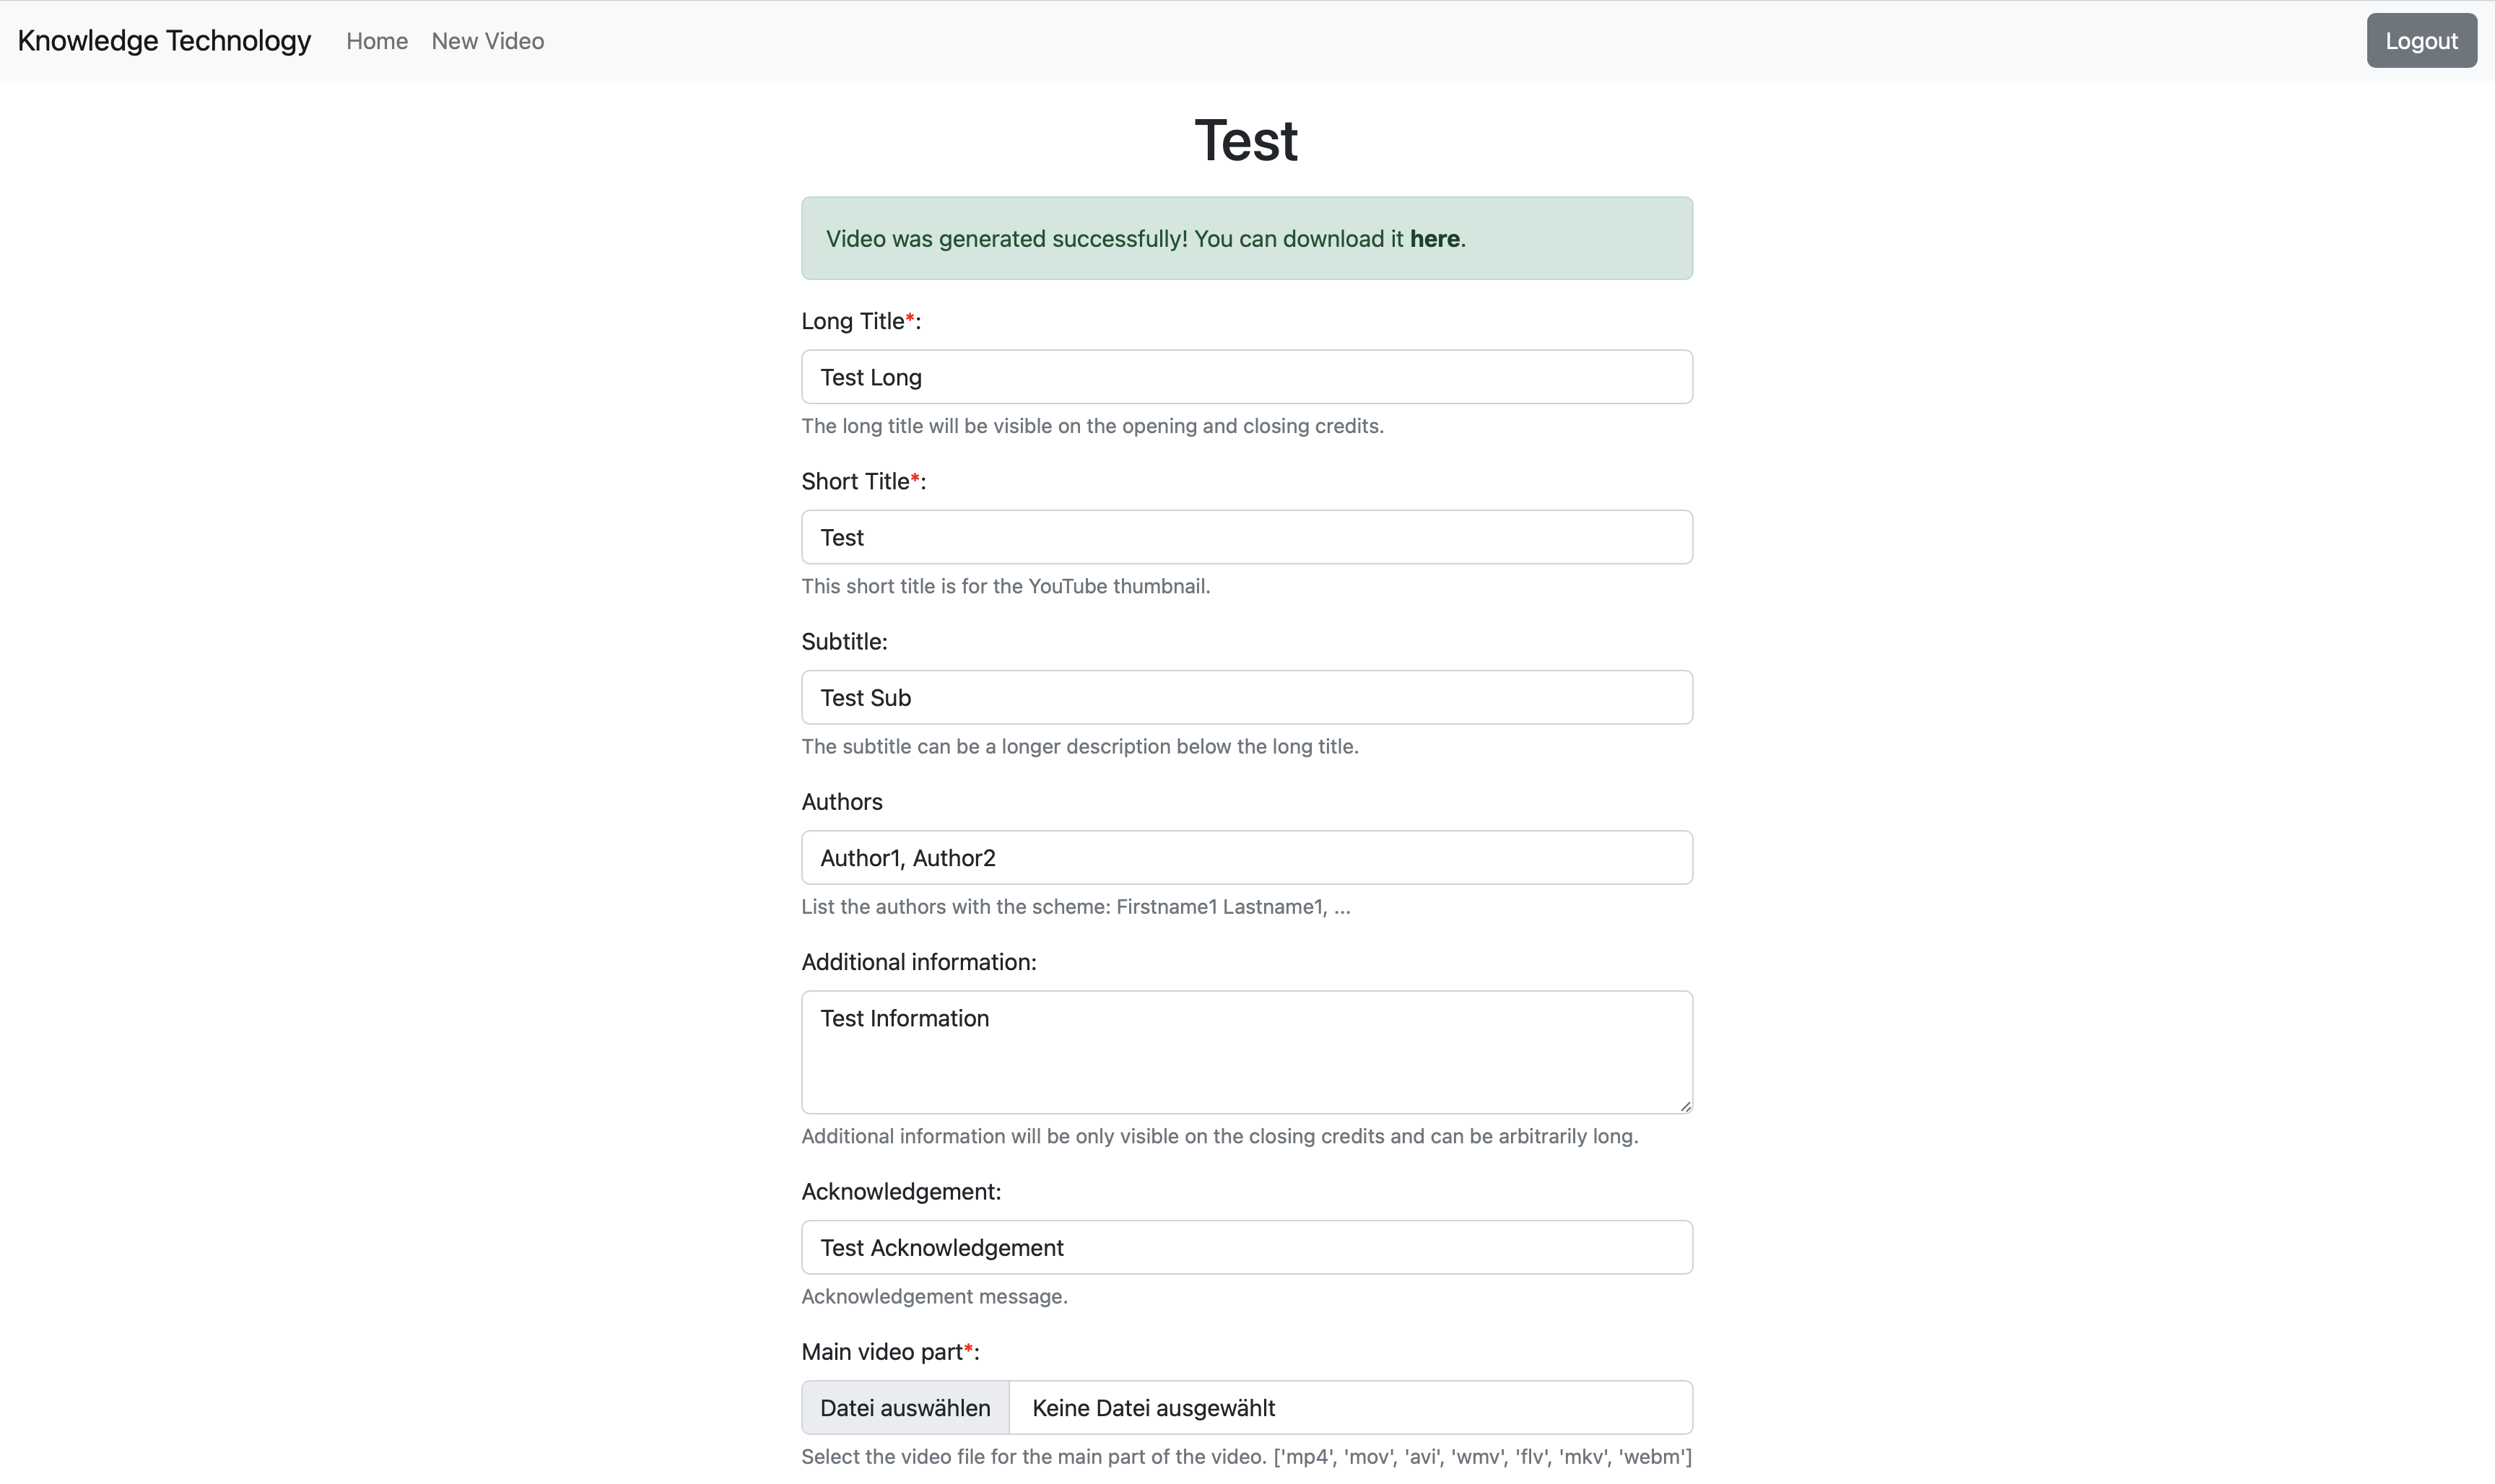 Knowledge Technology Home New Video Logout
Test
Video was generated successfully! You can download it here.
Long Title*:
Test Long
The long title will be visible on the opening and closing credits.
Short Title*:
Test
This short title is for the YouTube thumbnail.
Subtitle:
Test Sub
The subtitle can be a longer description below the long title.
Authors
Author1, Author2
List the authors with the scheme: Firstname1 Lastname1, ...
Additional information:
Test Information
Additional information will be only visible on the closing credits and can be arbitrarily long.
Acknowledgement:
Test Acknowledgement
Acknowledgement message.
Main video part*:
Datei auswählen Keine Datei ausgewählt
Select the video file for the main part of the video. ['mp4', 'mov', 'avi', 'wmv', 'flv', 'mkv', 'webm']